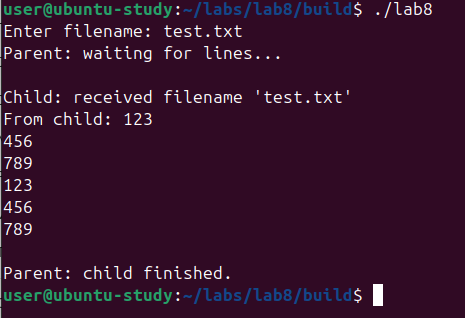 user@ubuntu-study:~/labs/lab8/build$ ./lab8
Enter filename: test.txt
Parent: waiting for lines...
Child: received filename 'test.txt'
From child: 123
456
789
123
456
789
Parent: child finished.
user@ubuntu-study:~/labs/lab8/build$